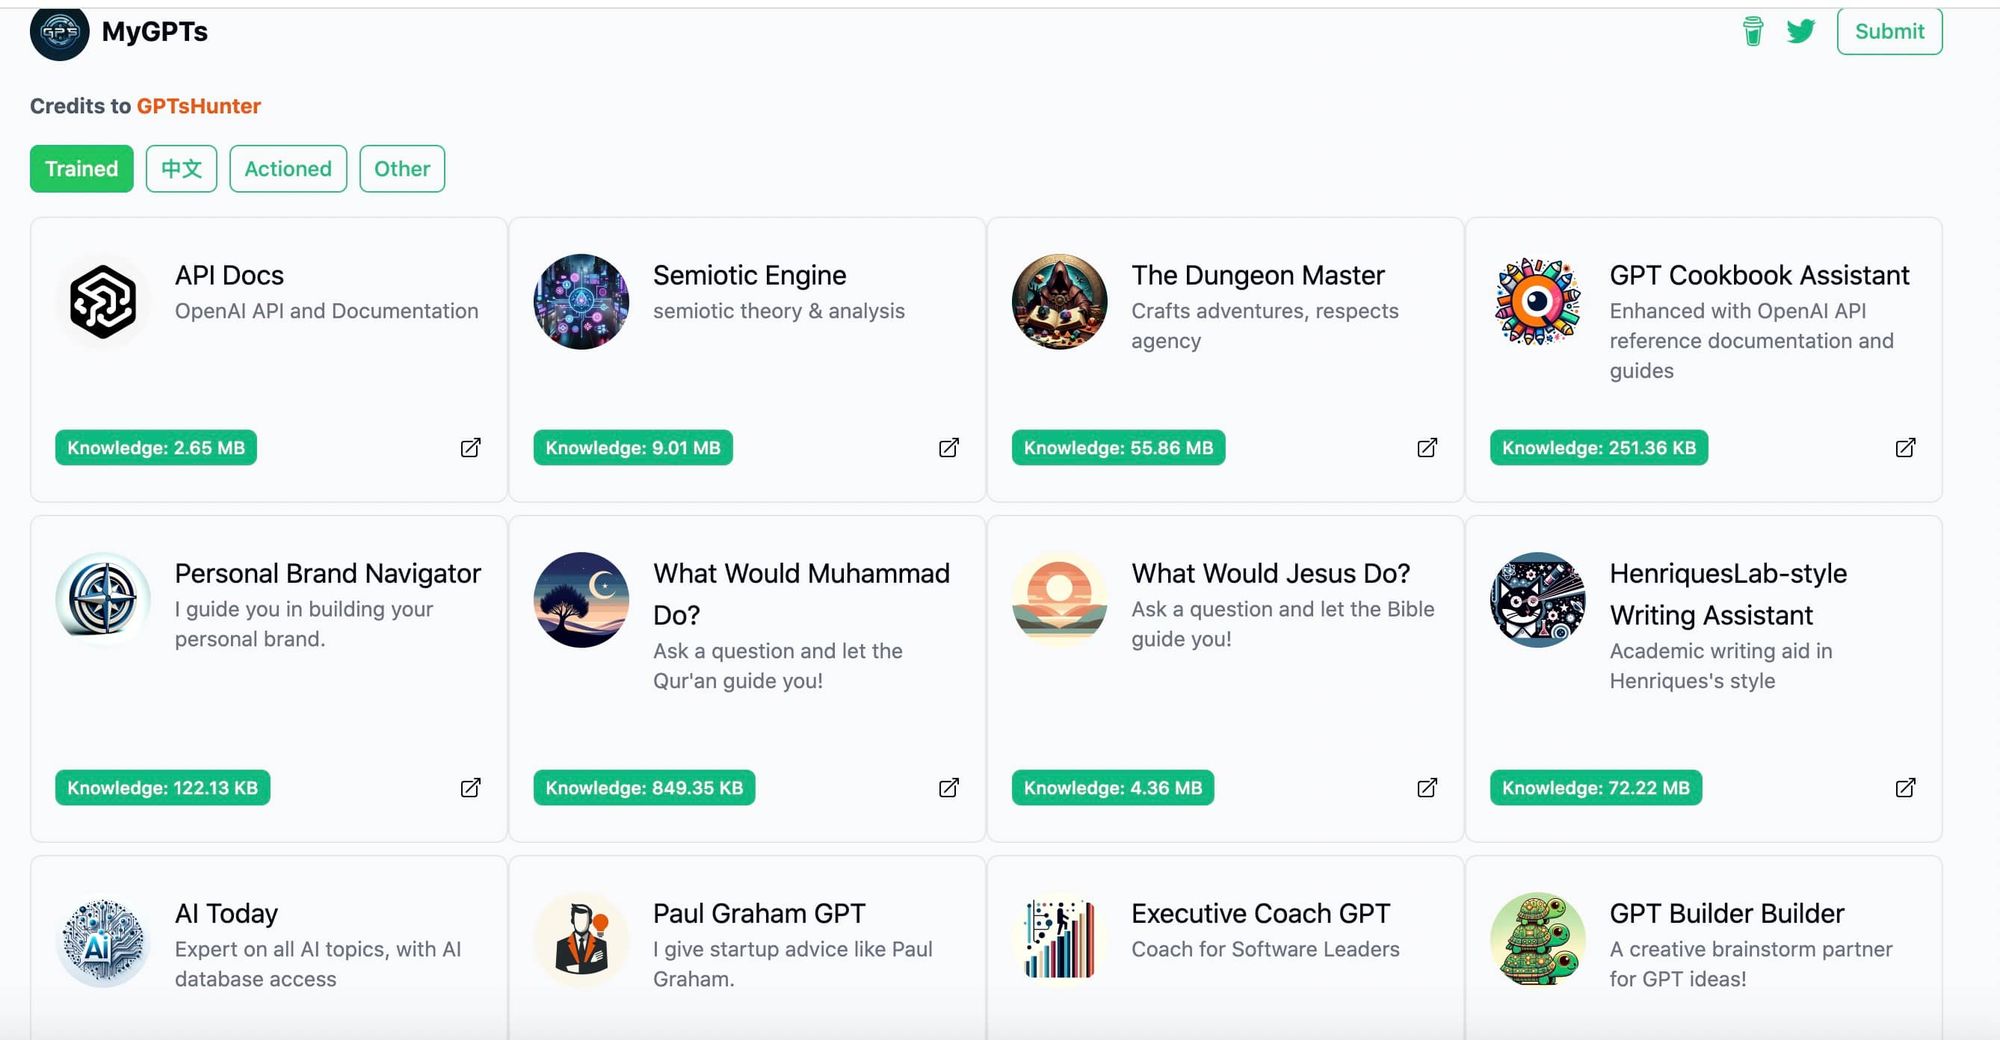 GPTS
MyGPTs
Submit
Credits to GPTsHunter
Trained
中文
Actioned
Other
API Docs
OpenAI API and Documentation
Knowledge: 2.65 MB
Semiotic Engine
semiotic theory & analysis
Knowledge: 9.01 MB
The Dungeon Master
Crafts adventures, respects
agency
Knowledge: 55.86 MB
GPT Cookbook Assistant
Enhanced with OpenAI API
reference documentation and
guides
Knowledge: 251.36 KB
Personal Brand Navigator
I guide you in building your
personal brand.
Knowledge: 122.13 KB
What Would Muhammad
Do?
Ask a question and let the
Qur'an guide you!
Knowledge: 849.35 KB
What Would Jesus Do?
Ask a question and let the Bible
guide you!
Knowledge: 4.36 MB
HenriquesLab-style
Writing Assistant
Academic writing aid in
Henriques's style
Knowledge: 72.22 MB
Ai
AI Today
Expert on all AI topics, with AI
database access
Paul Graham GPT
I give startup advice like Paul
Graham.
Executive Coach GPT
Coach for Software Leaders
GPT Builder Builder
A creative brainstorm partner
for GPT ideas!